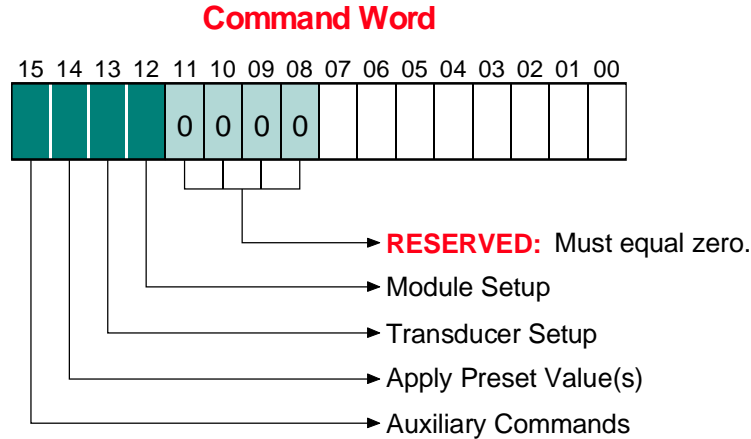 Command Word
15 14 13 12 11 10 09 08 07 06 05 04 03 02 01 00
0 0 0 0
RESERVED: Must equal zero.
Module Setup
Transducer Setup
Apply Preset Value(s)
Auxiliary Commands